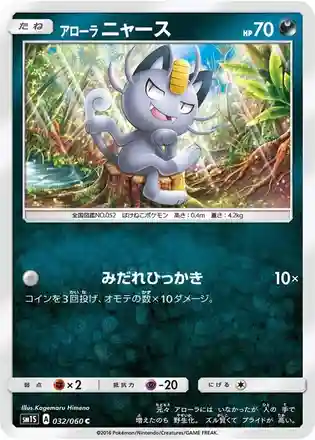 たね アローラ ニャース HP70
全国図鑑NO.052 ばけねこポケモン 高さ:0.4m 重さ:4.2kg
みだれひっかき 10×
コインを3回投げ、オモテの数×10ダメージ。
弱点 ×2 抵抗力 -20 にげる
Illus.Kagemaru Himeno
sm1S A 032/060 C
元々 アローラには いなかったが 人の 手で
増えたのち 野生化。 ズル賢くて プライドが 高い。
©2016 Pokémon/Nintendo/Creatures/GAME FREAK.